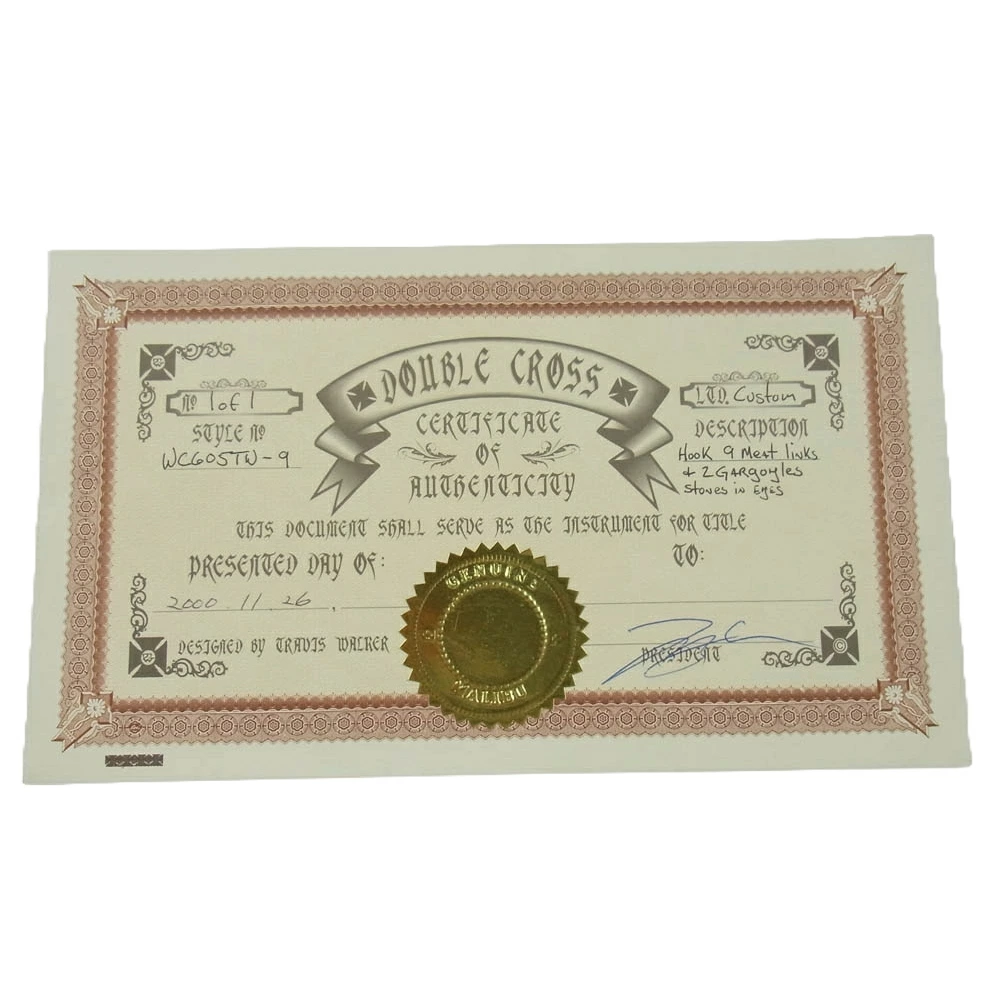 DOUBLE CROSS
Nº 1 of 1
LTD. Custom
CERTIFICATE
OF
AUTHENTICITY
STYLE Nº
WC605TW-9
DESCRIPTION
Hook 9 Meat links
& 2 GARgoyles
Stones in Eyes
THIS DOCUMENT SHALL SERVE AS THE INSTRUMENT FOR TITLE
PRESENTED DAY OF:
TO:
2000.11.26
GENUINE
MALIBU
DESIGNED BY TRAVIS WALKER
PRESIDENT